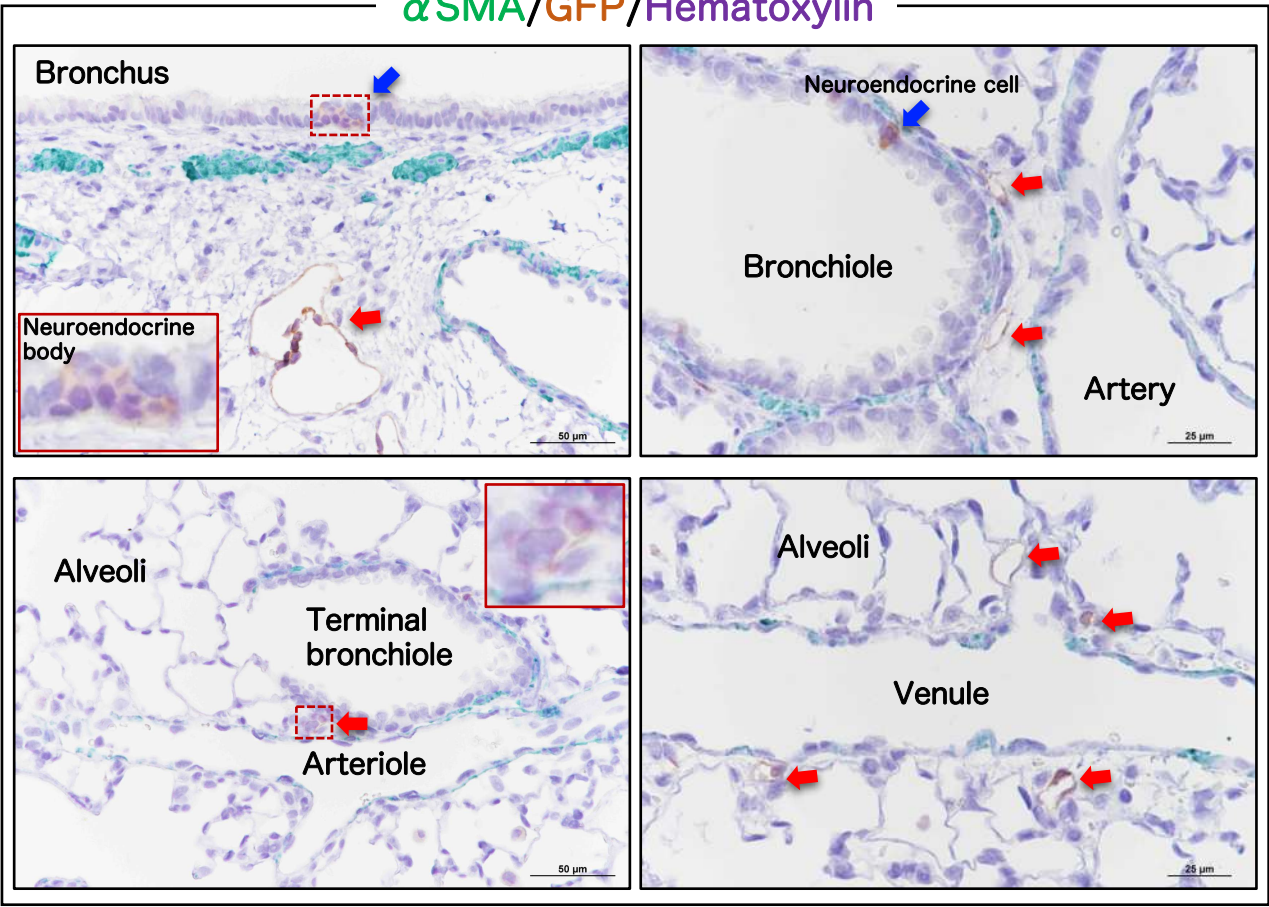 αSMA/GFP/Hematoxylin
Bronchus
Neuroendocrine
body
50 µm
Neuroendocrine cell
Bronchiole
Artery
25 µm
Alveoli
Terminal
bronchiole
Arteriole
50 µm
Alveoli
Venule
25 µm